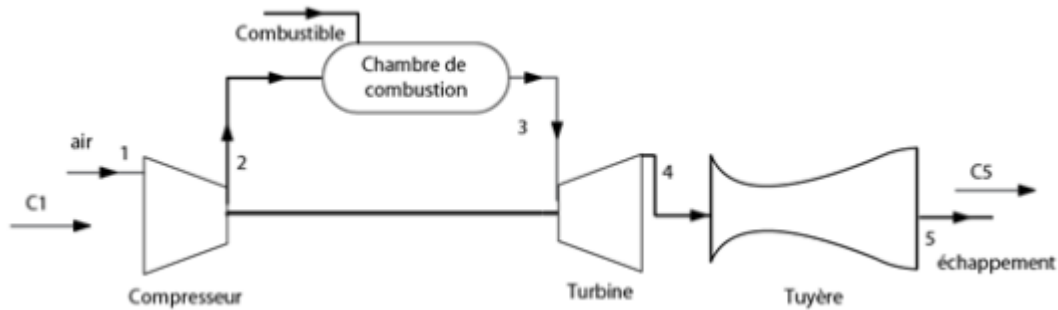 Combustible
Chambre de
combustion
air
1
2
3
4
C1
C5
5
échappement
Compresseur
Turbine
Tuyère